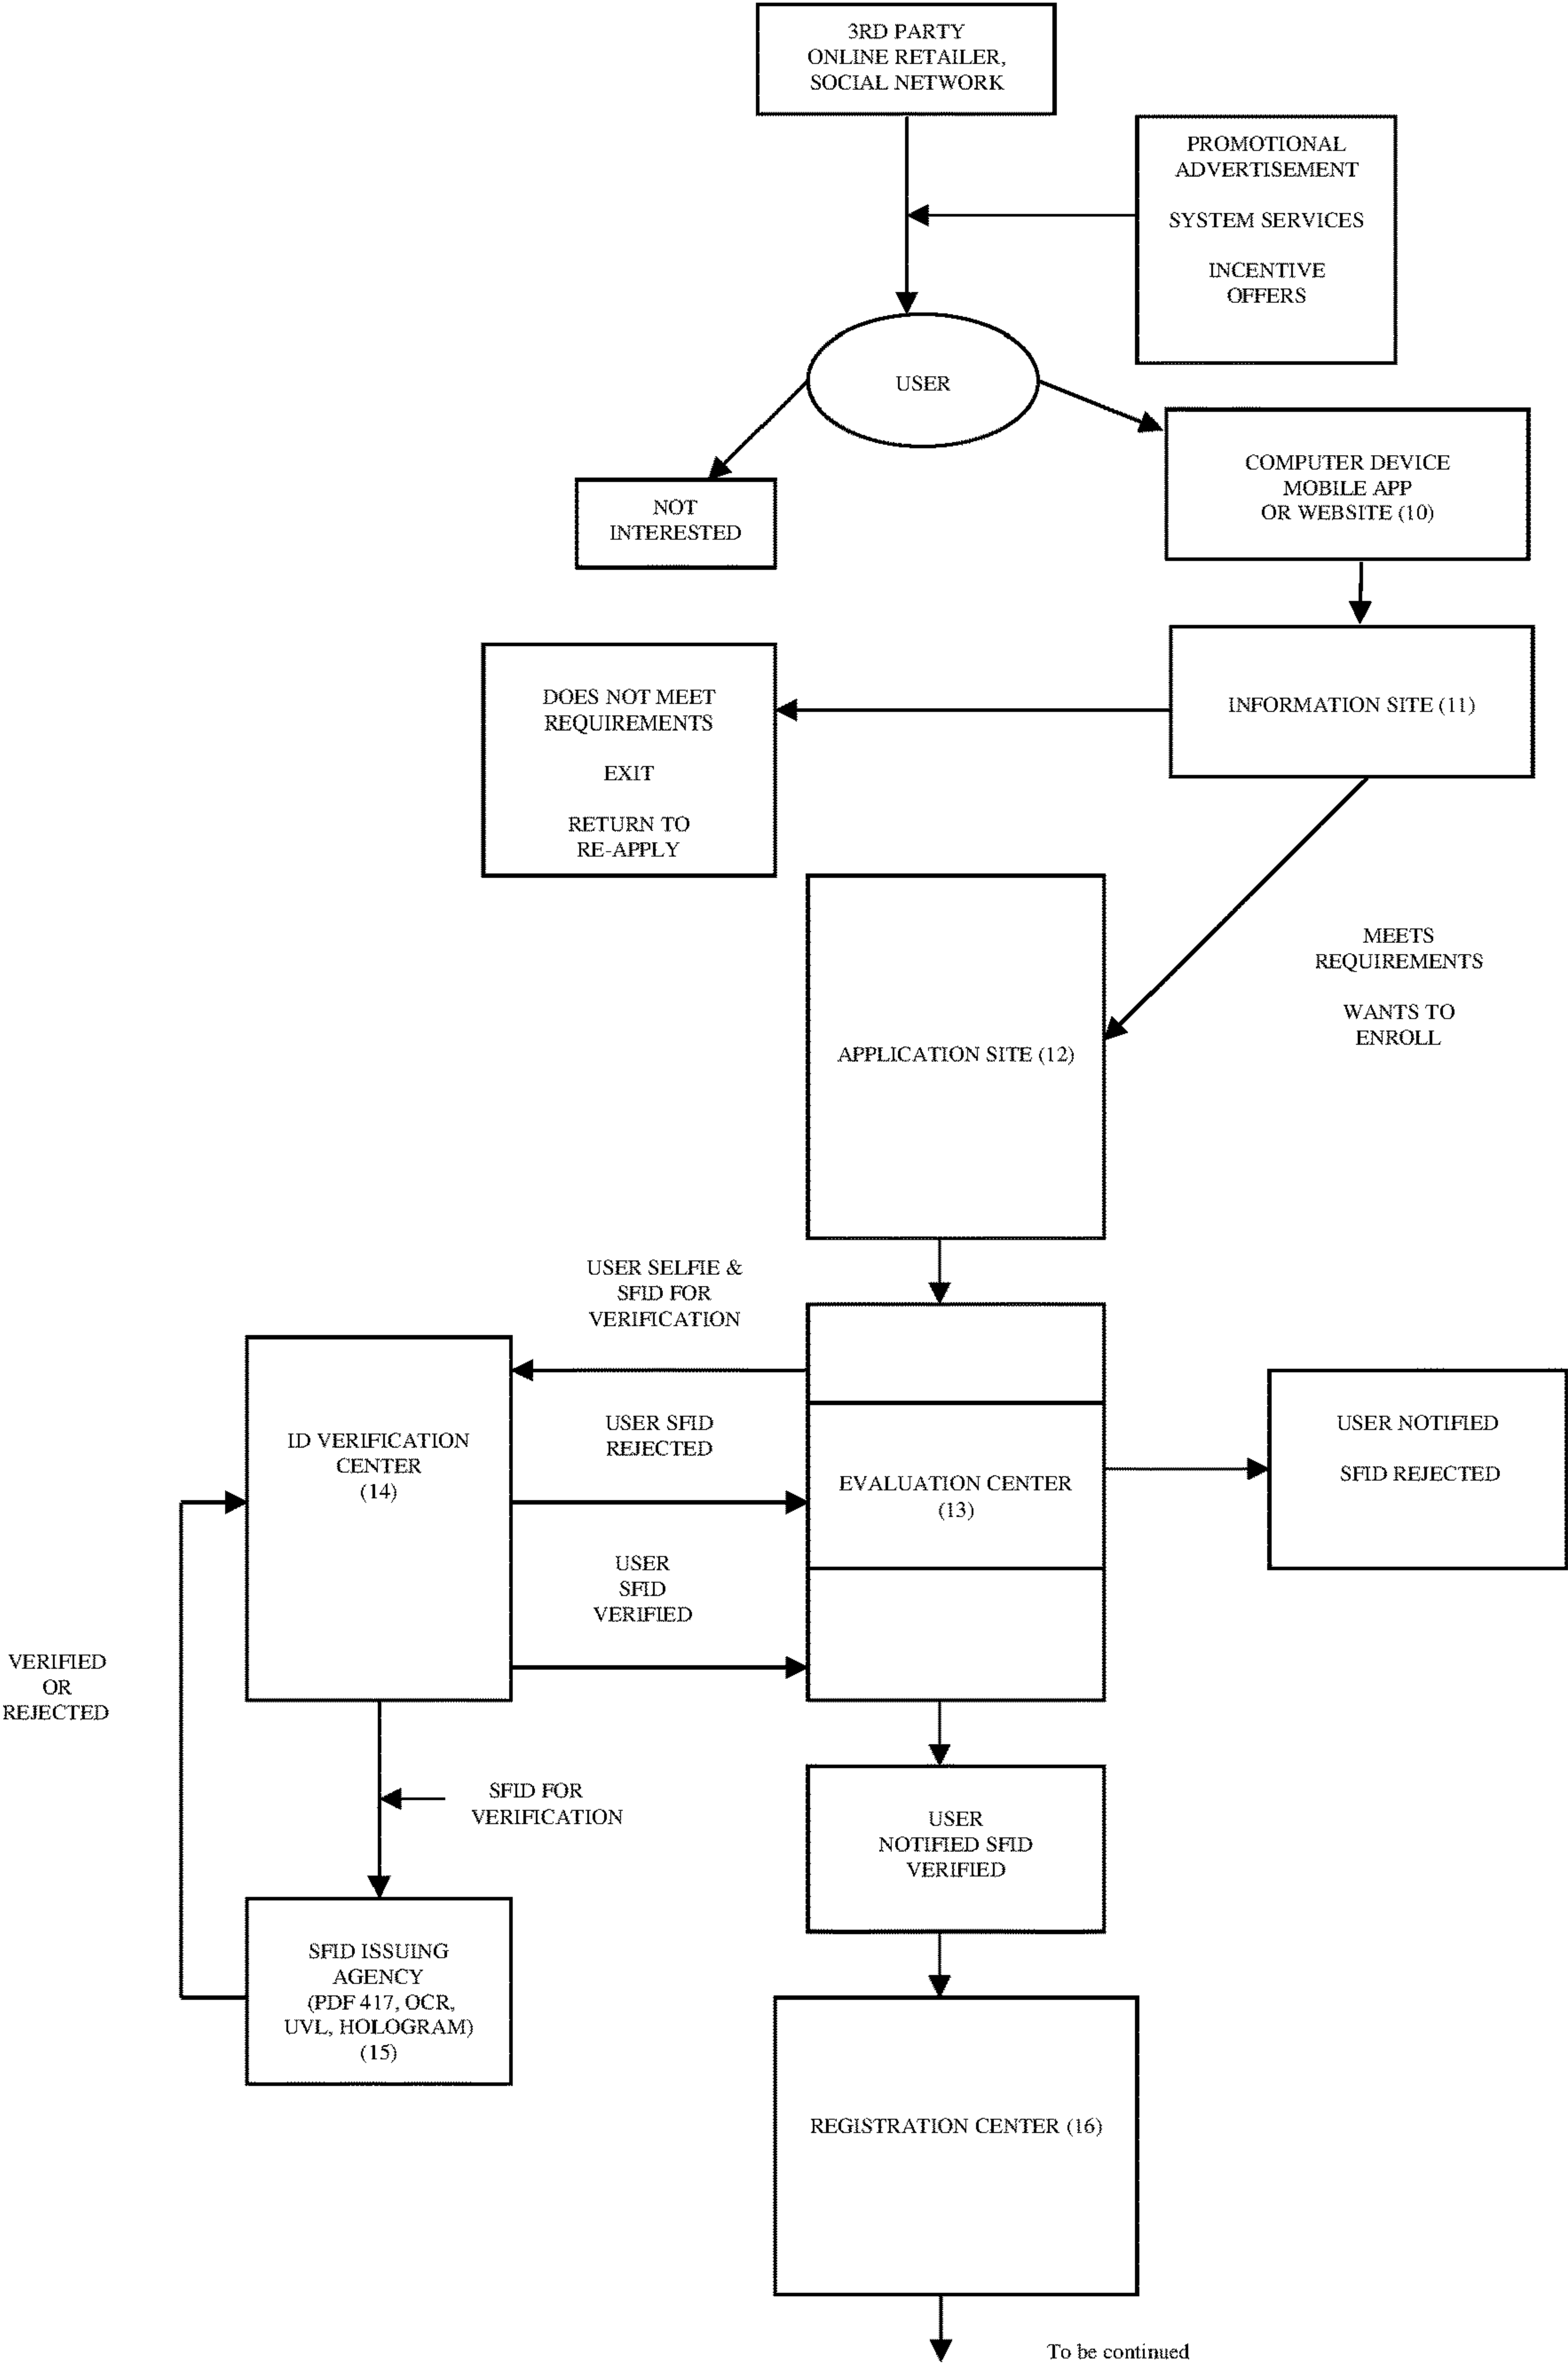 3RD PARTY
ONLINE RETAILER,
SOCIAL NETWORK
PROMOTIONAL
ADVERTISEMENT
SYSTEM SERVICES
INCENTIVE
OFFERS
USER
COMPUTER DEVICE
MOBILE APP
OR WEBSITE (10)
NOT
INTERESTED
INFORMATION SITE (11)
DOES NOT MEET
REQUIREMENTS
EXIT
RETURN TO
RE-APPLY
MEETS
REQUIREMENTS
WANTS TO
ENROLL
APPLICATION SITE (12)
USER SELFIE &
SFID FOR
VERIFICATION
ID VERIFICATION
CENTER
(14)
USER SFID
REJECTED
EVALUATION CENTER
(13)
USER NOTIFIED
SFID REJECTED
USER
SFID
VERIFIED
VERIFIED
OR
REJECTED
SFID FOR
VERIFICATION
USER
NOTIFIED SFID
VERIFIED
SFID ISSUING
AGENCY
(PDF 417, OCR,
UVL, HOLOGRAM)
(15)
REGISTRATION CENTER (16)
To be continued